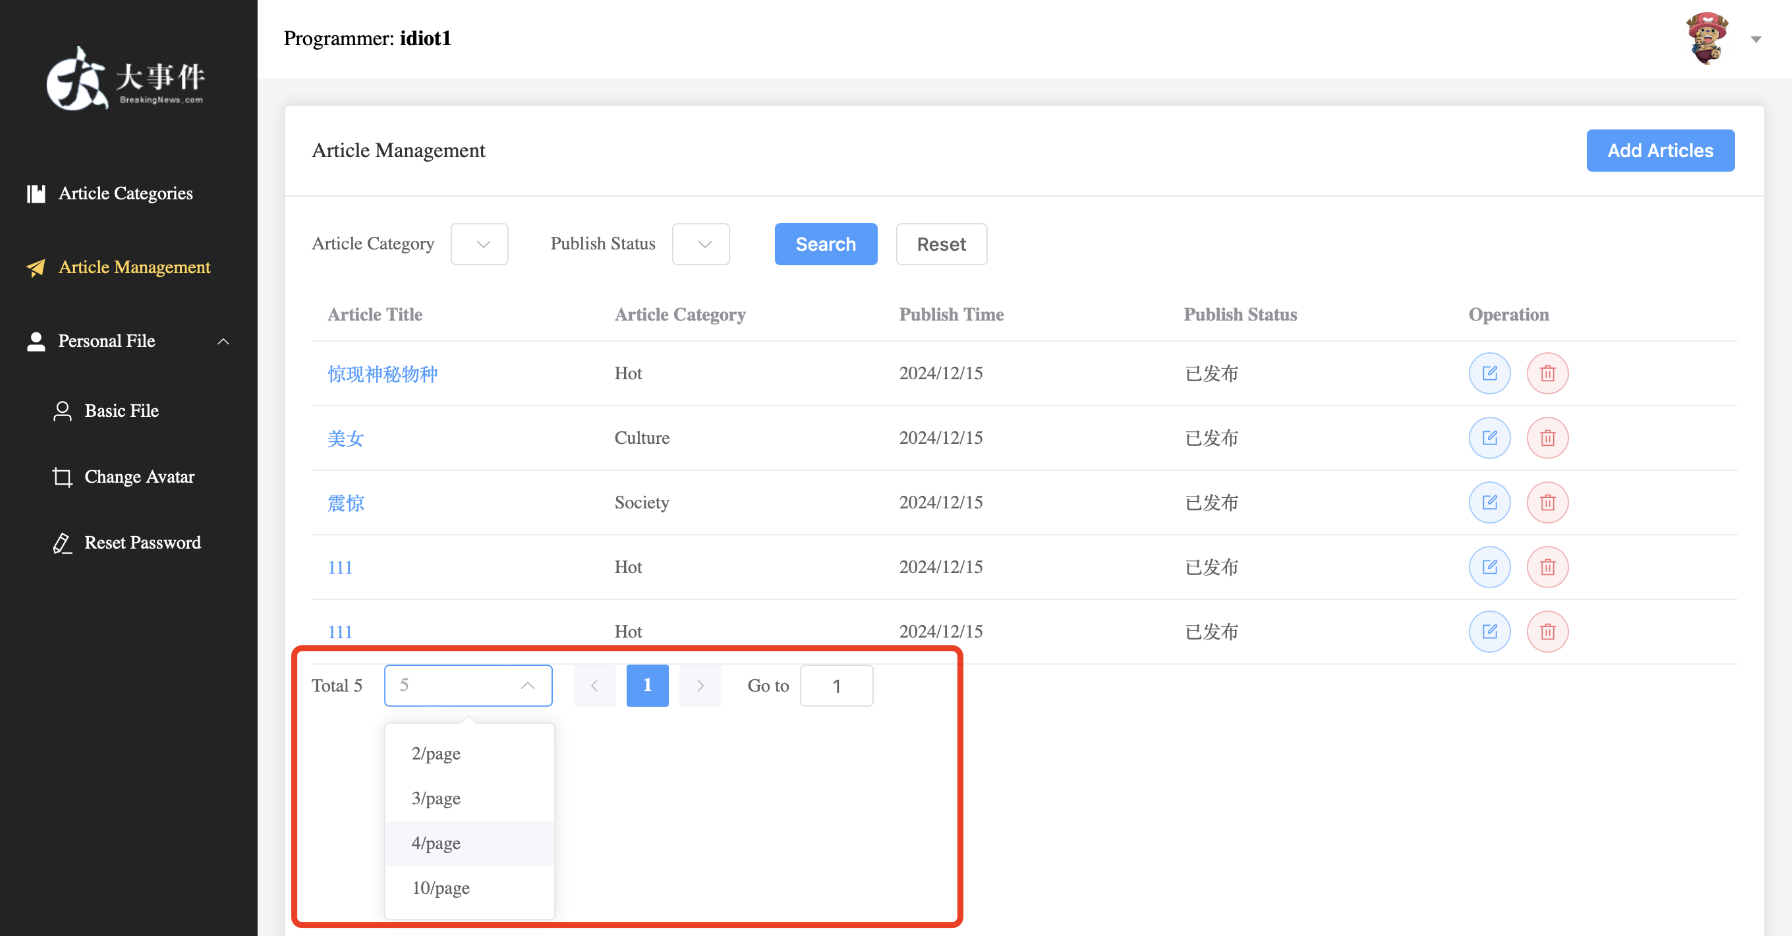 Programmer: idiot1
大事件
BreakingNews.com
Article Categories
Article Management
Personal File
Basic File
Change Avatar
Reset Password
Article Management
Add Articles
Article Category
Publish Status
Search
Reset
Article Title Article Category Publish Time Publish Status Operation
惊现神秘物种 Hot 2024/12/15 已发布
美女 Culture 2024/12/15 已发布
震惊 Society 2024/12/15 已发布
111 Hot 2024/12/15 已发布
111 Hot 2024/12/15 已发布
Total 5 5 1 Go to 1
2/page
3/page
4/page
10/page